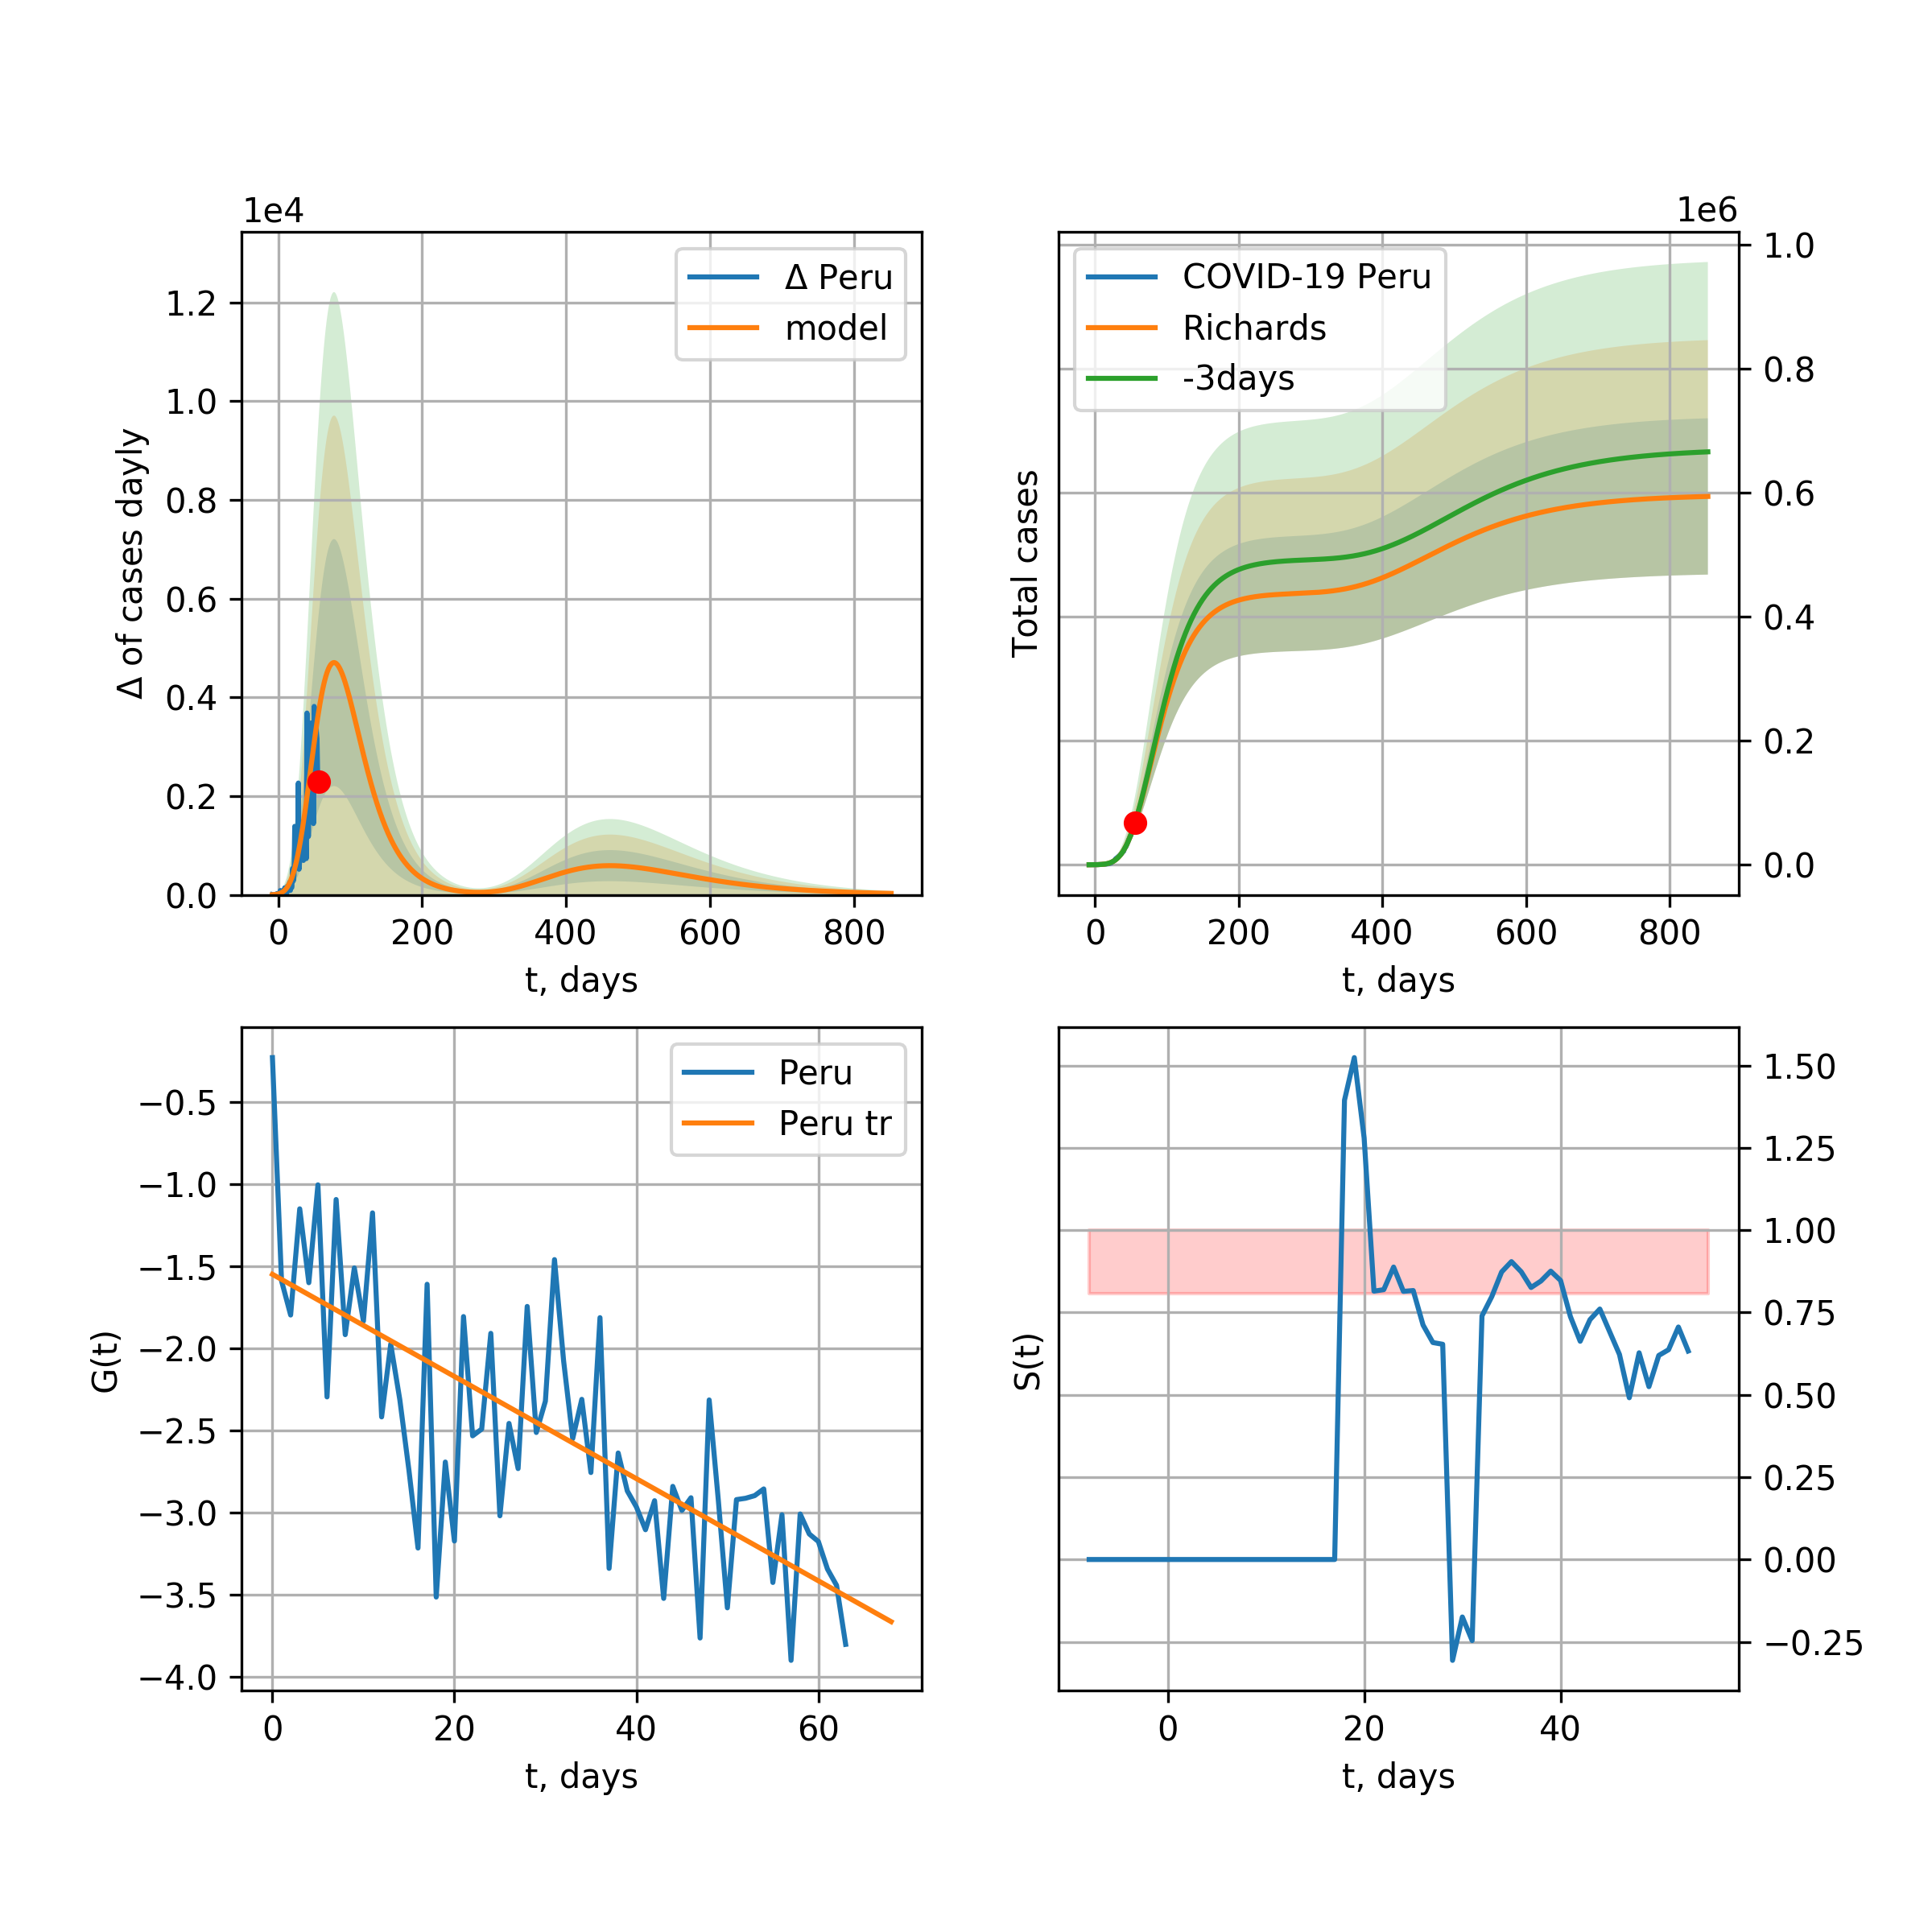 1e4
Δ of cases dayly
1.2
1.0
0.8
0.6
0.4
0.2
0.0
0 200 400 600 800
t, days
Δ Peru
model
1e6
Total cases
1.0
0.8
0.6
0.4
0.2
0.0
0 200 400 600 800
t, days
COVID-19 Peru
Richards
-3days
G(t)
−0.5
−1.0
−1.5
−2.0
−2.5
−3.0
−3.5
−4.0
0 20 40 60
t, days
Peru
Peru tr
S(t)
1.50
1.25
1.00
0.75
0.50
0.25
0.00
−0.25
0 20 40
t, days